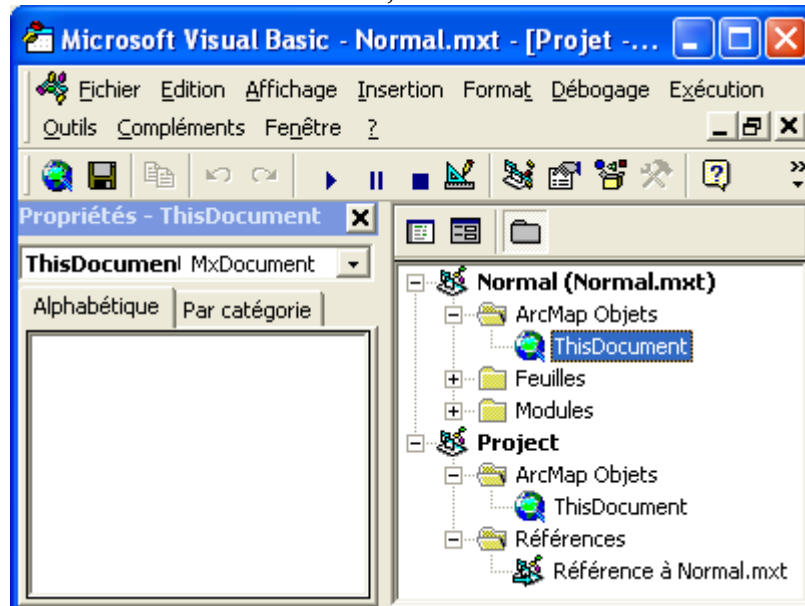 Microsoft Visual Basic - Normal.mxt - [Projet -...
Fichier Edition Affichage Insertion Format Débogage Exécution
Outils Compléments Fenêtre ?
Propriétés - ThisDocument
ThisDocument MxDocument
Alphabétique Par catégorie
Normal (Normal.mxt)
ArcMap Objets
ThisDocument
Feuilles
Modules
Project
ArcMap Objets
ThisDocument
Références
Référence à Normal.mxt